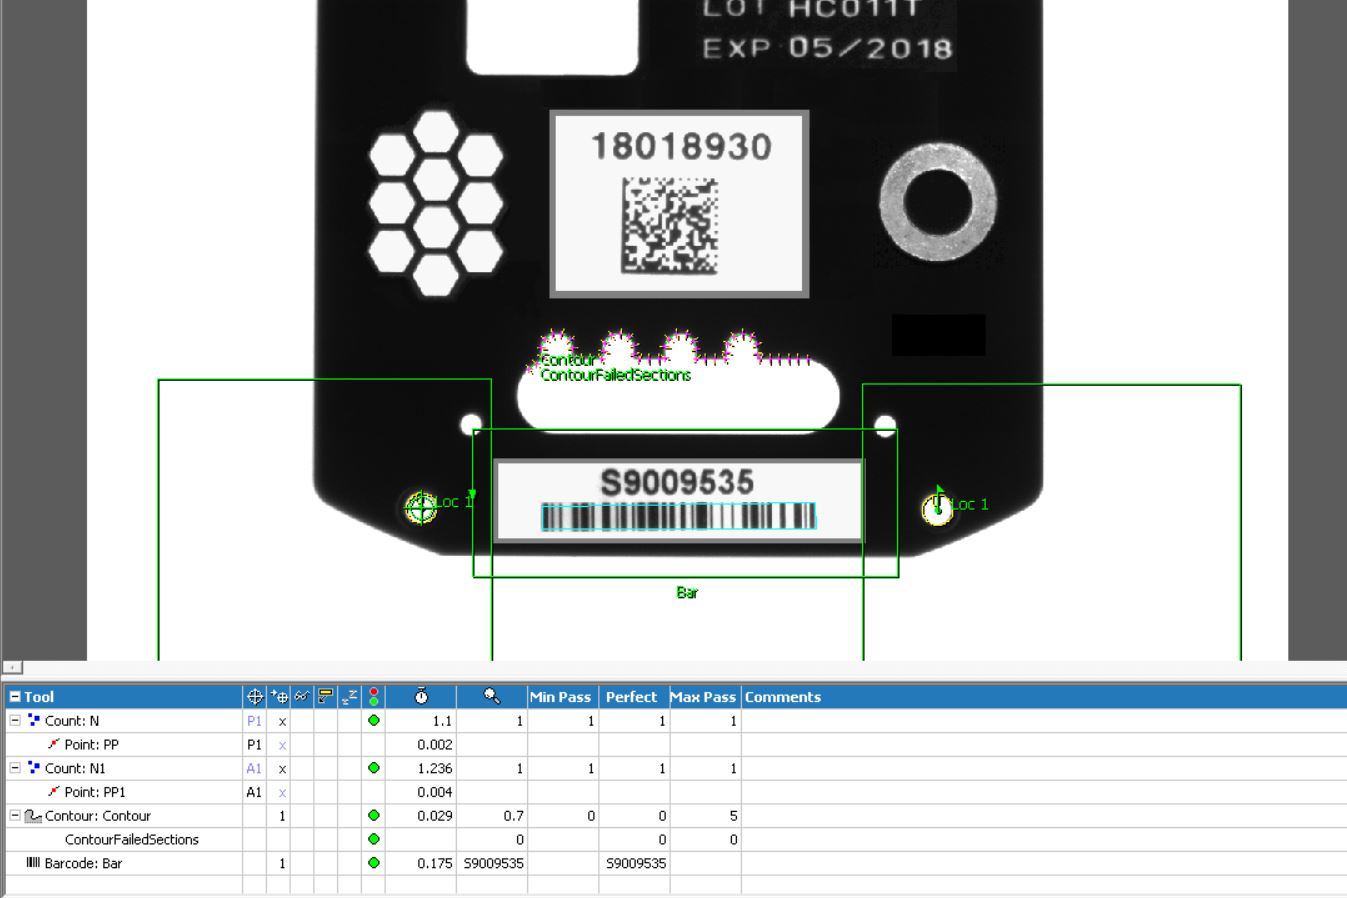 LOT HC011T
EXP 05/2018
18018930
Contour
ContourFailedSections
Loc 1
S9009535
Loc 1
Bar
Tool Min Pass Perfect Max Pass Comments
Count: N P1 x 1.1 1 1 1 1
Point: PP P1 x 0.002
Count: N1 A1 x 1.236 1 1 1 1
Point: PP1 A1 x 0.004
Contour: Contour 1 0.029 0.7 0 0 5
ContourFailedSections 0 0 0
Barcode: Bar 1 0.175 S9009535 S9009535